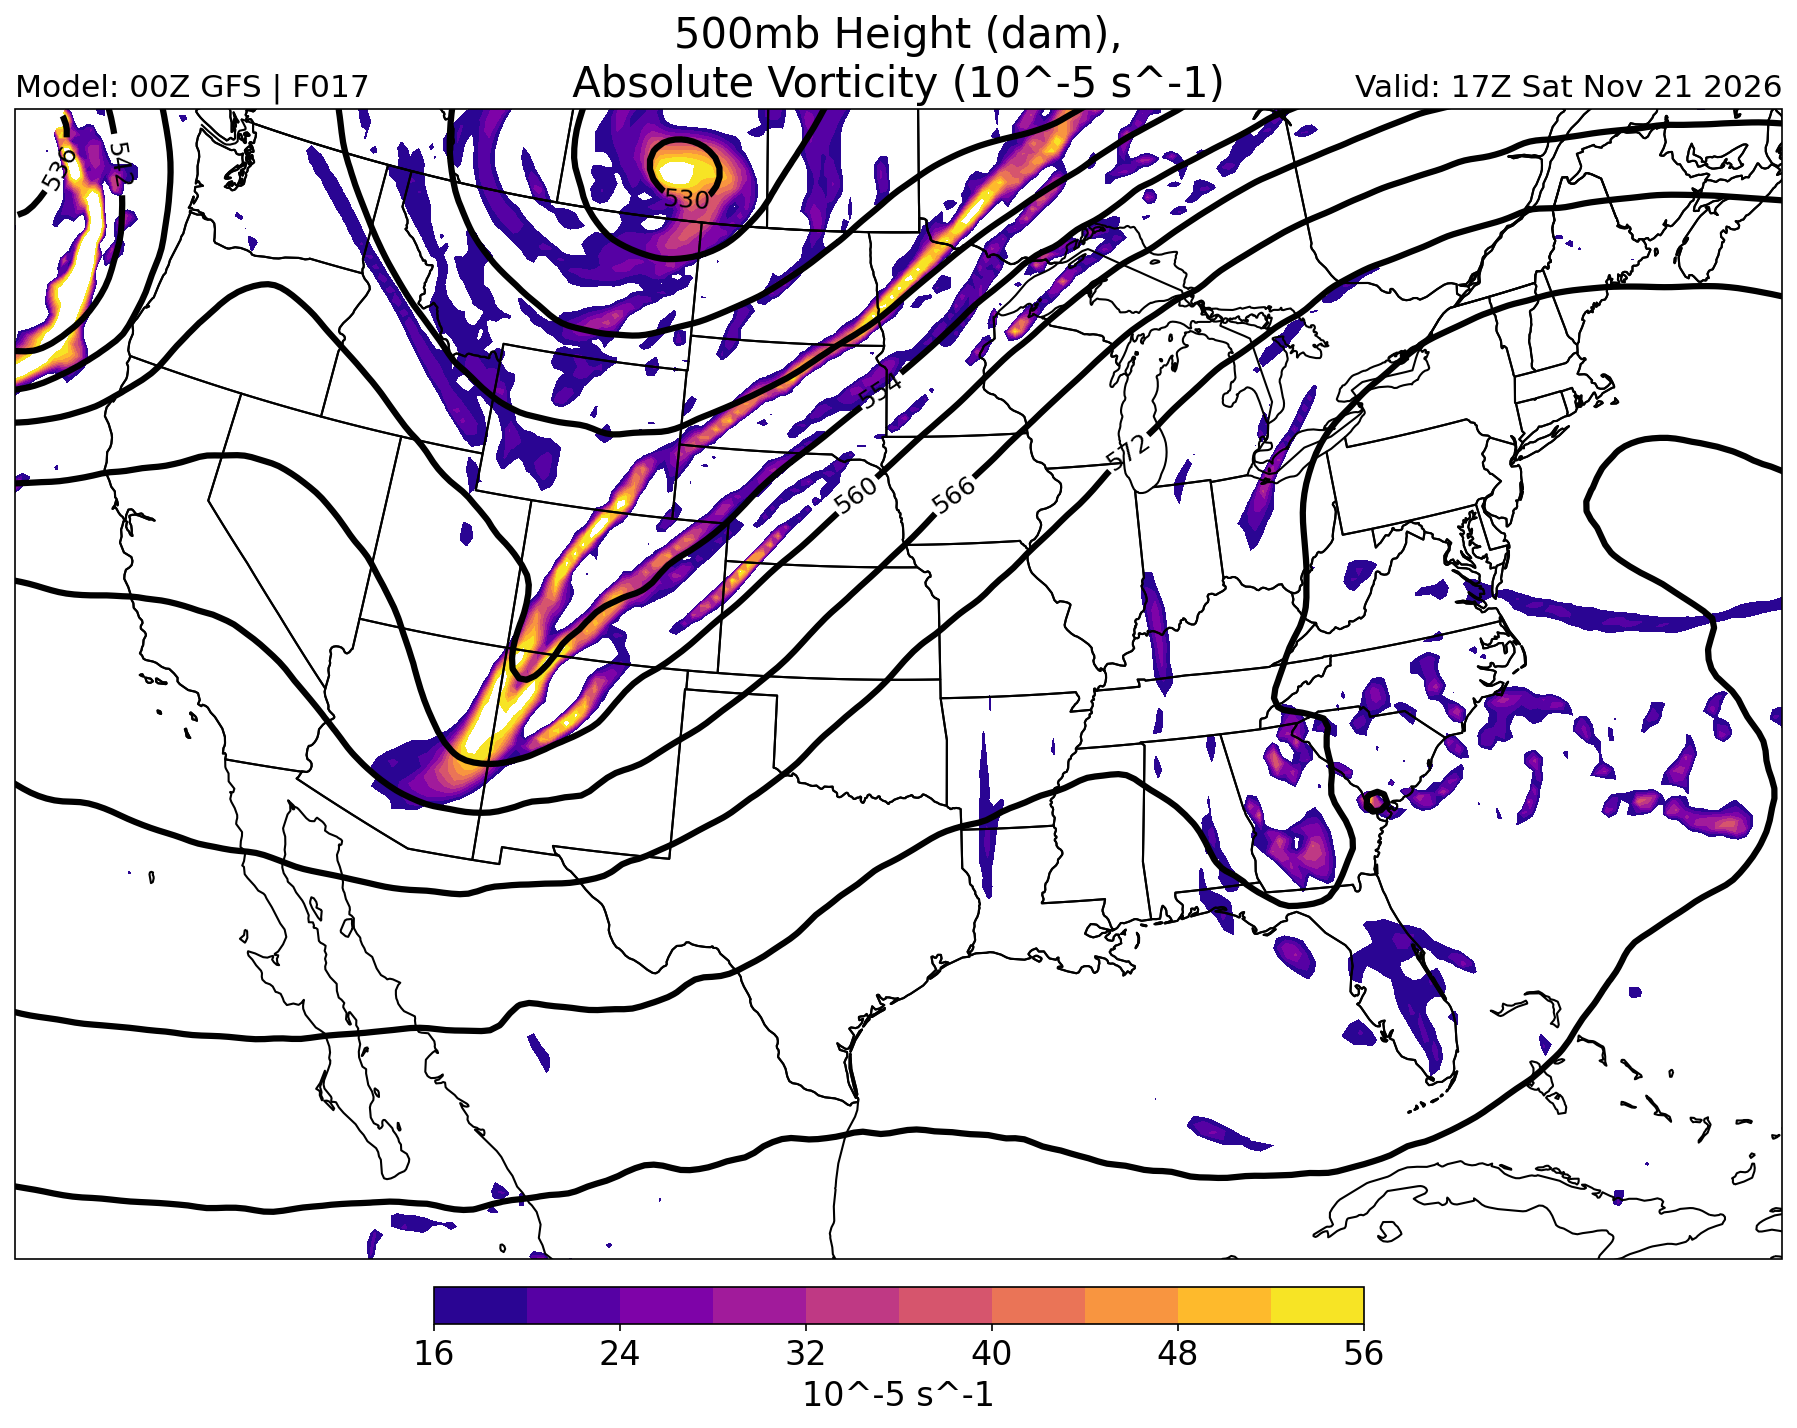 500mb Height (dam),
Absolute Vorticity (10^-5 s^-1)
Model: 00Z GFS | F017
Valid: 17Z Sat Nov 21 2026
536
542
530
554
560
566
572
16 24 32 40 48 56
10^-5 s^-1